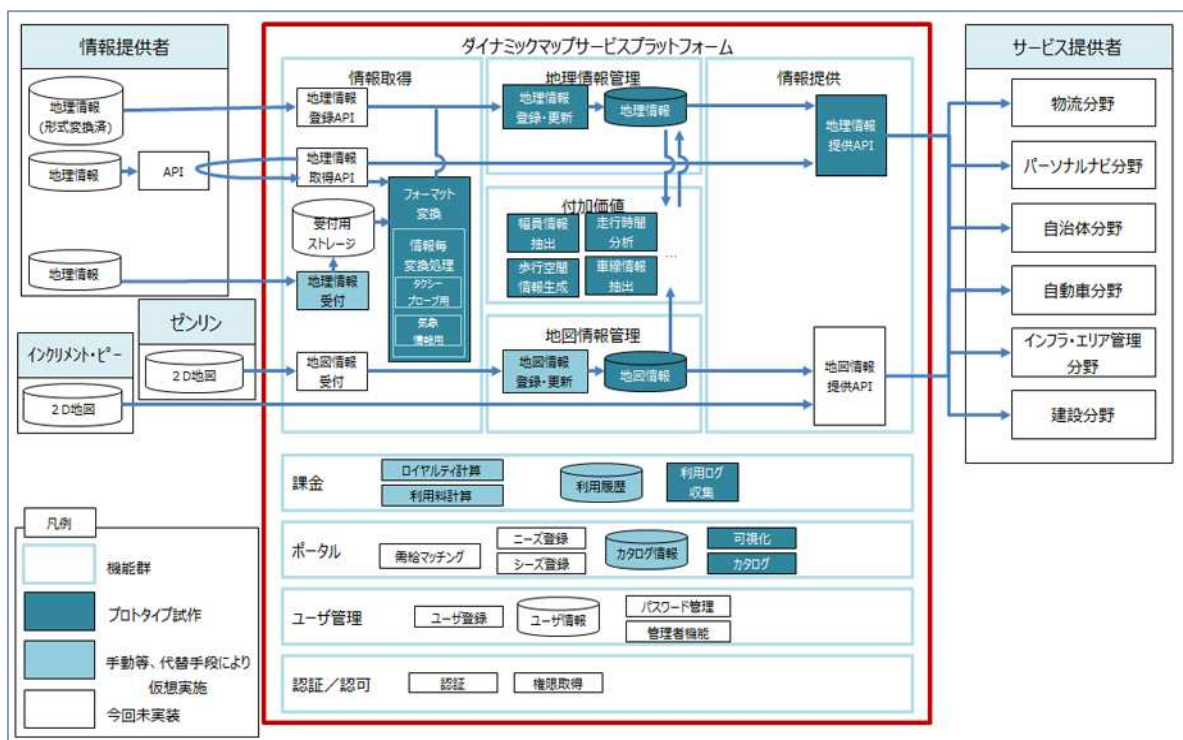 情報提供者
地理情報
(形式変換済)
地理情報
API
地理情報
ゼンリン
2D地図
インクリメント・ピー
2D地図
ダイナミックマップサービスプラットフォーム
情報取得
地理情報
登録API
地理情報
取得API
受付用
ストレージ
地理情報
受付
フォーマット
変換
情報毎
変換処理
タクシー
プローブ用
気象
情報用
地図情報
受付
地理情報管理
地理情報
登録・更新
地理情報
付加価値
幅員情報
抽出
走行時間
分析
歩行空間
情報生成
車線情報
抽出
…
地図情報管理
地図情報
登録・更新
地図情報
情報提供
地理情報
提供API
地図情報
提供API
サービス提供者
物流分野
パーソナルナビ分野
自治体分野
自動車分野
インフラ・エリア管理
分野
建設分野
課金
ロイヤルティ計算
利用料計算
利用履歴
利用ログ
収集
ポータル
需給マッチング
ニーズ登録
シーズ登録
カタログ情報
可視化
カタログ
ユーザ管理
ユーザ登録
ユーザ情報
パスワード管理
管理者機能
認証／認可
認証
権限取得
凡例
機能群
プロトタイプ試作
手動等、代替手段により
仮想実施
今回未実装